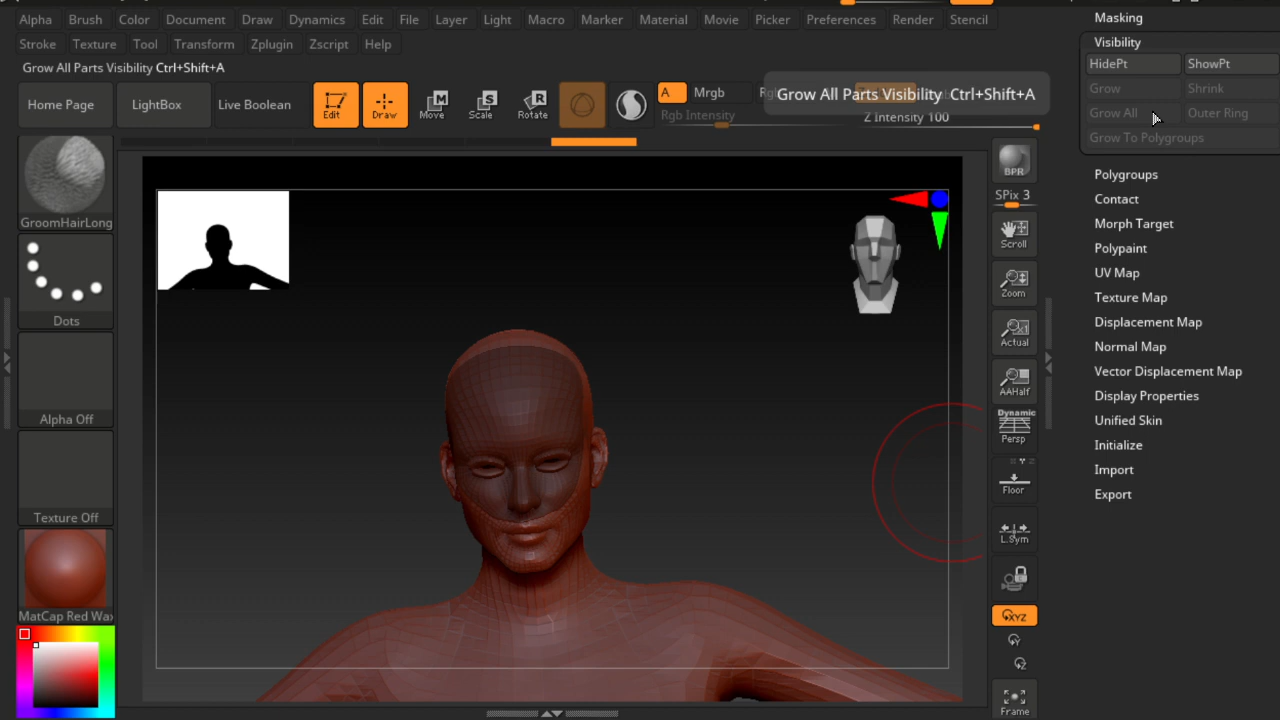 Alpha Brush Color Document Draw Dynamics Edit File Layer Light Macro Marker Material Movie Picker Preferences Render Stencil
Stroke Texture Tool Transform Zplugin Zscript Help
Grow All Parts Visibility Ctrl+Shift+A
Home Page LightBox Live Boolean Edit Draw Move Scale Rotate A Mrgb
Rgb Intensity
Grow All Parts Visibility Ctrl+Shift+A
Z Intensity 100
GroomHairLong
Dots
Alpha Off
Texture Off
MatCap Red Wax
BPR
SPix 3
Scroll
Zoom
Actual
AAHalf
Dynamic
Persp
Floor
L.Sym
XYZ
Y
Z
Frame
Masking
Visibility
HidePt ShowPt
Grow Shrink
Grow All Outer Ring
Grow To Polygroups
Polygroups
Contact
Morph Target
Polypaint
UV Map
Texture Map
Displacement Map
Normal Map
Vector Displacement Map
Display Properties
Unified Skin
Initialize
Import
Export